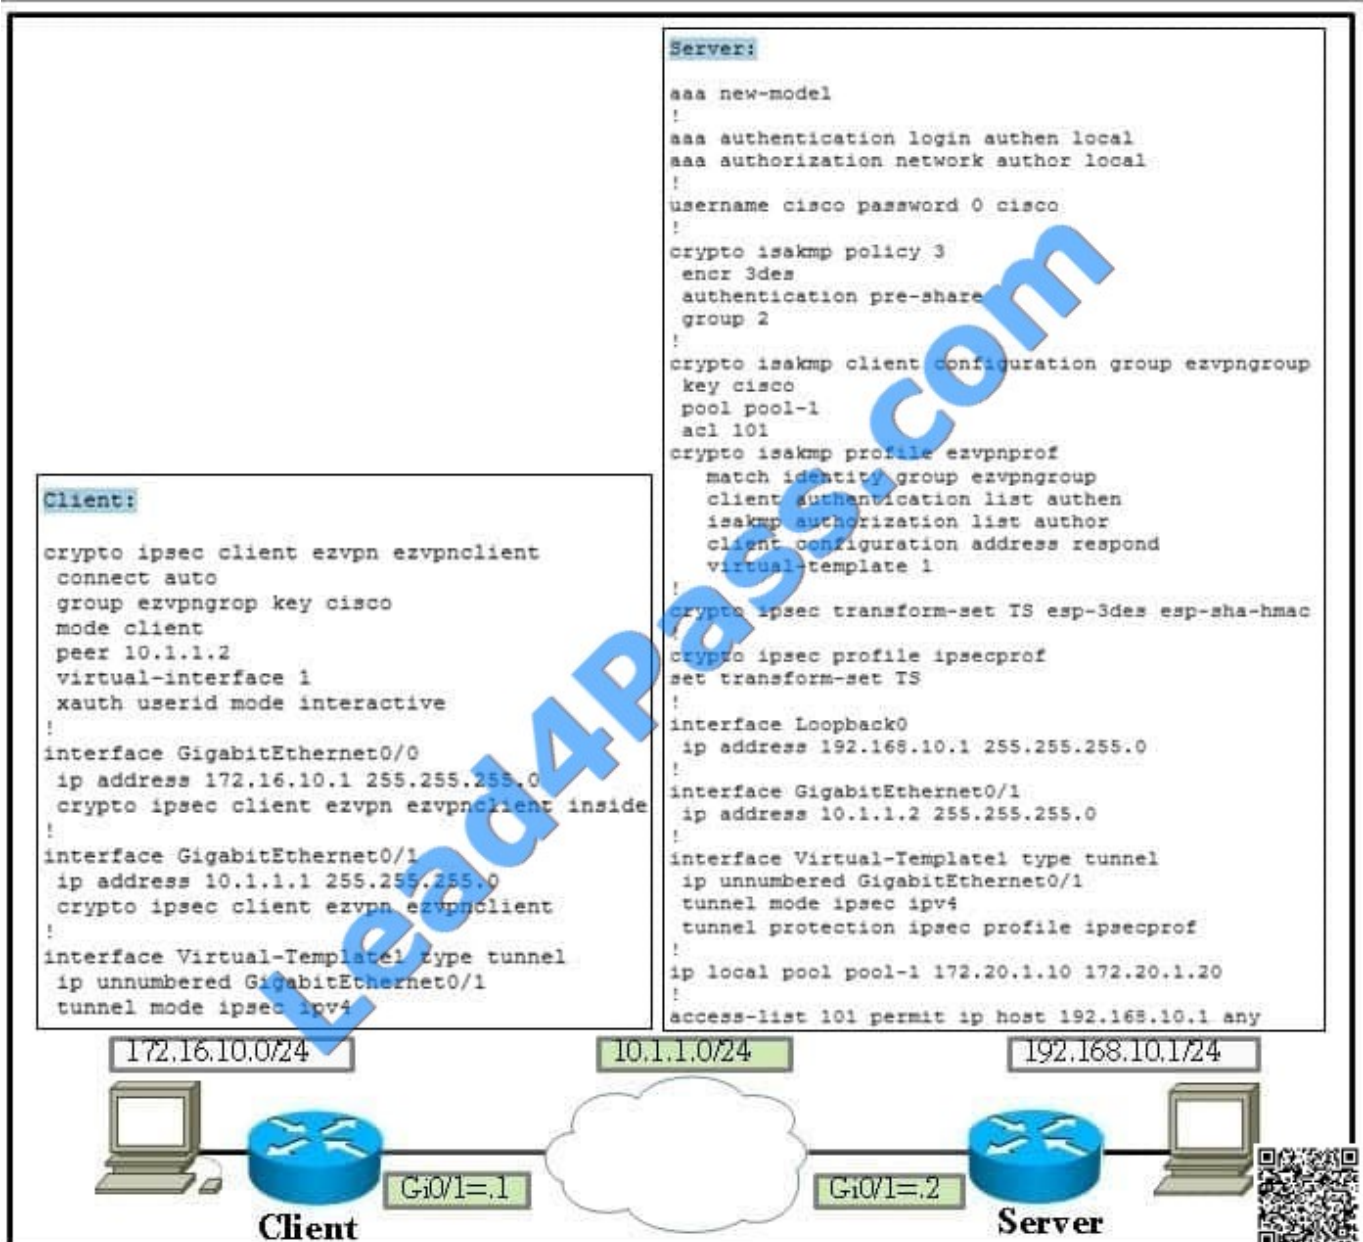 Server:
aaa new-model
!
aaa authentication login authen local
aaa authorization network author local
!
username cisco password 0 cisco
!
crypto isakmp policy 3
encr 3des
authentication pre-share
group 2
!
crypto isakmp client configuration group ezvpngroup
key cisco
pool pool-1
acl 101
crypto isakmp profile ezvpnprof
match identity group ezvpngroup
client authentication list authen
isakmp authorization list author
client configuration address respond
virtual-template 1
!
crypto ipsec transform-set TS esp-3des esp-sha-hmac
!
crypto ipsec profile ipsecprof
set transform-set TS
!
interface Loopback0
ip address 192.168.10.1 255.255.255.0
!
interface GigabitEthernet0/1
ip address 10.1.1.2 255.255.255.0
!
interface Virtual-Template1 type tunnel
ip unnumbered GigabitEthernet0/1
tunnel mode ipsec ipv4
tunnel protection ipsec profile ipsecprof
!
ip local pool pool-1 172.20.1.10 172.20.1.20
!
access-list 101 permit ip host 192.168.10.1 any
Client:
crypto ipsec client ezvpn ezvpnclient
connect auto
group ezvpngrop key cisco
mode client
peer 10.1.1.2
virtual-interface 1
xauth userid mode interactive
!
interface GigabitEthernet0/0
ip address 172.16.10.1 255.255.255.0
crypto ipsec client ezvpn ezvpnclient inside
!
interface GigabitEthernet0/1
ip address 10.1.1.1 255.255.255.0
crypto ipsec client ezvpn ezvpnclient
!
interface Virtual-Template1 type tunnel
ip unnumbered GigabitEthernet0/1
tunnel mode ipsec ipv4
Lead4Pass.com
172.16.10.0/24
10.1.1.0/24
192.168.10.1/24
Gi0/1=.1
Gi0/1=.2
Client
Server